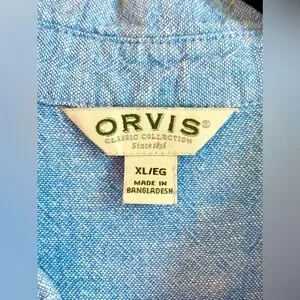 ORVIS®
CLASSIC COLLECTION
Since 1856
XL/EG
MADE IN
BANGLADESH